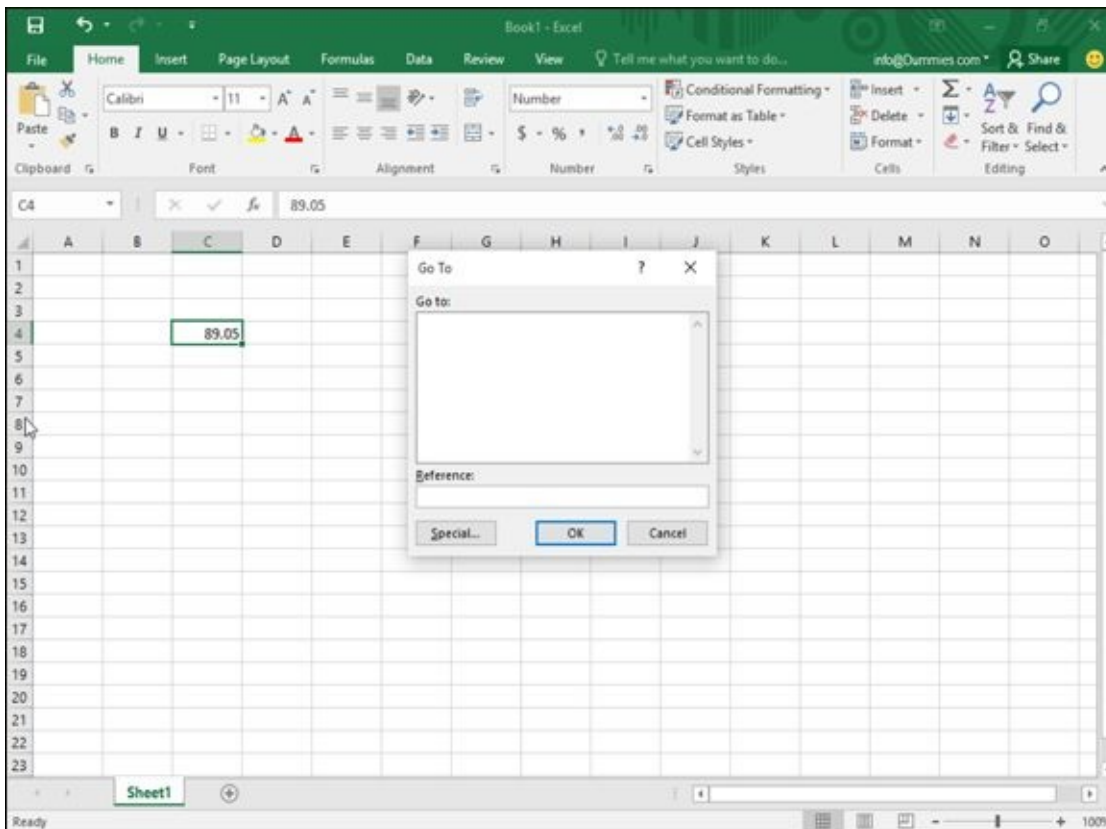 Book1 - Excel
File Home Insert Page Layout Formulas Data Review View Tell me what you want to do... info@Dummies.com Share
Paste
Calibri 11
B I U
Number
$ % ,
Conditional Formatting
Format as Table
Cell Styles
Insert
Delete
Format
Sort & Filter
Find & Select
Clipboard Font Alignment Number Styles Cells Editing
C4 fx 89.05
A B C D E F G H I J K L M N O
1
2
3
4 89.05
5
6
7
8
9
10
11
12
13
14
15
16
17
18
19
20
21
22
23
Go To ?
Go to:
Reference:
Special... OK Cancel
Sheet1
Ready 100%